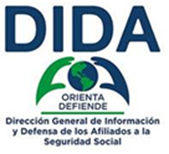 DIDA
ORIENTA
DEFIENDE
Dirección General de Información
y Defensa de los Afiliados a la
Seguridad Social